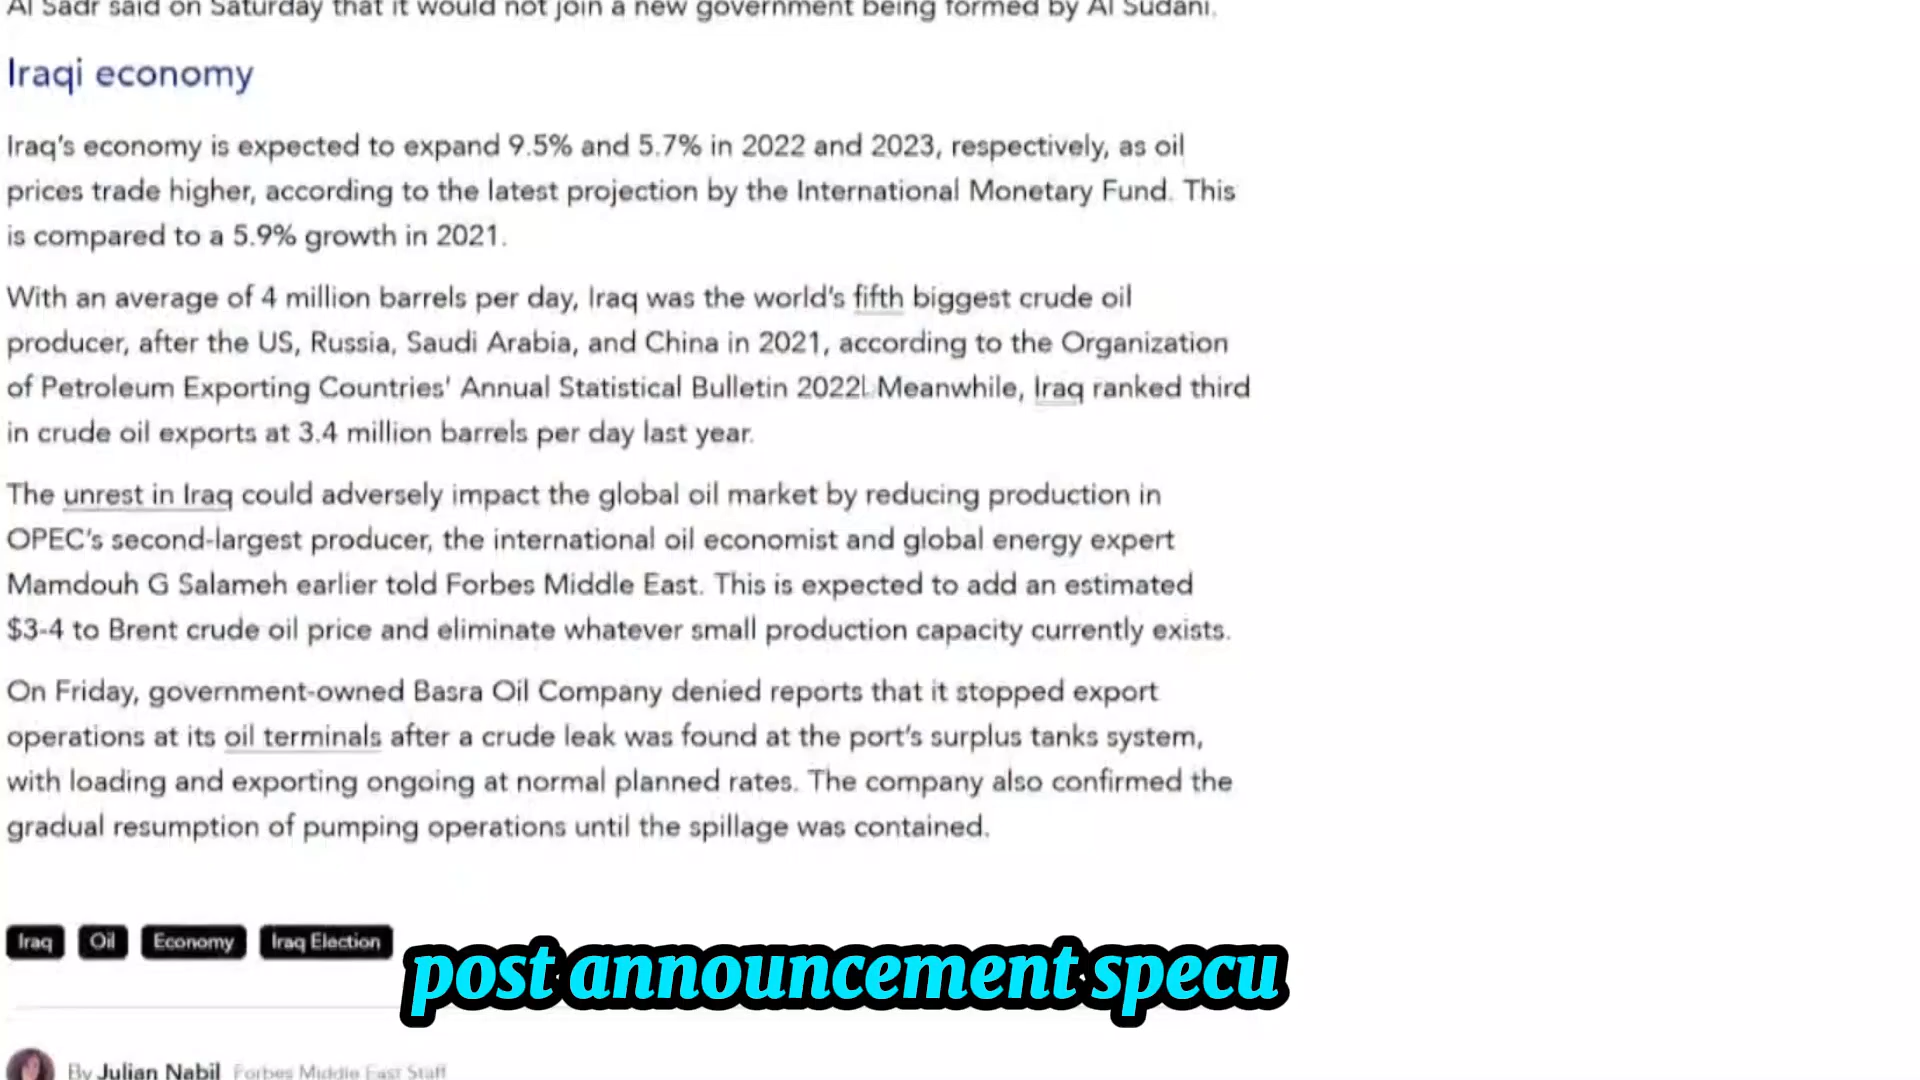 Al Sadr said on Saturday that it would not join a new government being formed by Al Sudani.
Iraqi economy
Iraq's economy is expected to expand 9.5% and 5.7% in 2022 and 2023, respectively, as oil
prices trade higher, according to the latest projection by the International Monetary Fund. This
is compared to a 5.9% growth in 2021.
With an average of 4 million barrels per day, Iraq was the world's fifth biggest crude oil
producer, after the US, Russia, Saudi Arabia, and China in 2021, according to the Organization
of Petroleum Exporting Countries' Annual Statistical Bulletin 2022. Meanwhile, Iraq ranked third
in crude oil exports at 3.4 million barrels per day last year.
The unrest in Iraq could adversely impact the global oil market by reducing production in
OPEC's second-largest producer, the international oil economist and global energy expert
Mamdouh G Salameh earlier told Forbes Middle East. This is expected to add an estimated
$3-4 to Brent crude oil price and eliminate whatever small production capacity currently exists.
On Friday, government-owned Basra Oil Company denied reports that it stopped export
operations at its oil terminals after a crude leak was found at the port's surplus tanks system,
with loading and exporting ongoing at normal planned rates. The company also confirmed the
gradual resumption of pumping operations until the spillage was contained.
Iraq Oil Economy Iraq Election
post announcement specu
By Julian Nabil Forbes Middle East Staff